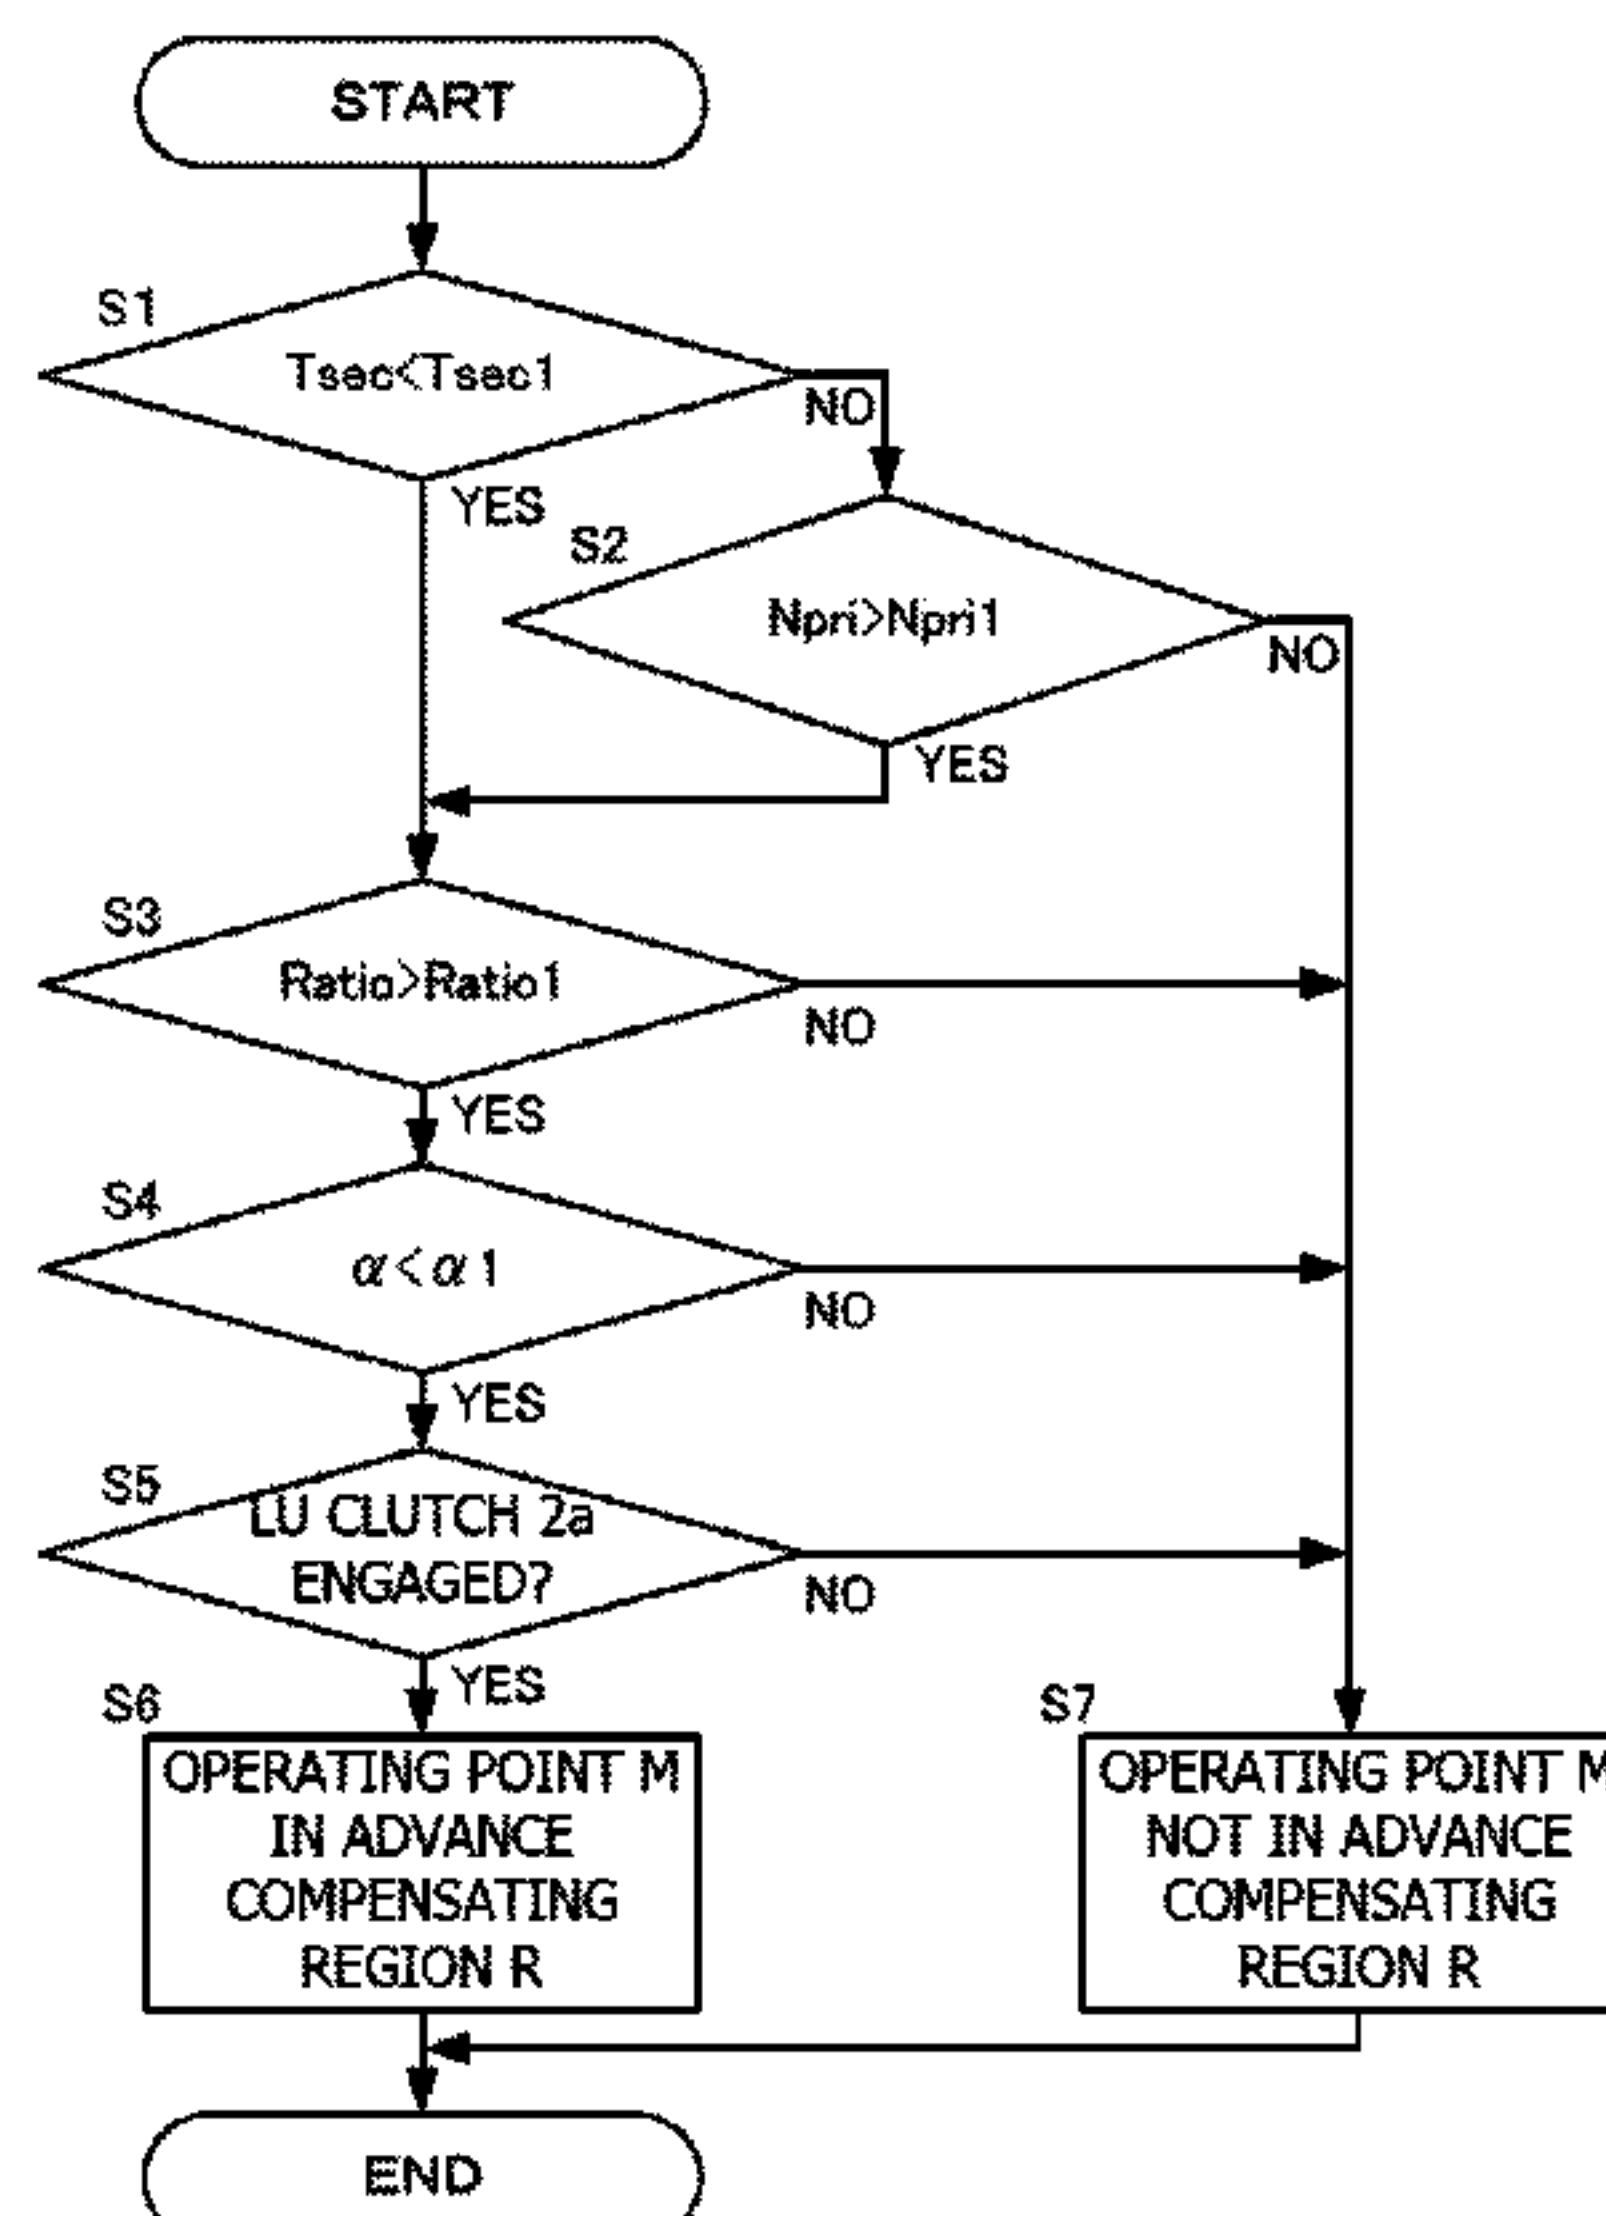 START
S1
Tsec<Tsec1
NO
YES
S2
Npri>Npri1
NO
YES
S3
Ratio>Ratio1
NO
YES
S4
α<α1
NO
YES
S5
LU CLUTCH 2a
ENGAGED?
NO
YES
S6
OPERATING POINT M
IN ADVANCE
COMPENSATING
REGION R
S7
OPERATING POINT M
NOT IN ADVANCE
COMPENSATING
REGION R
END